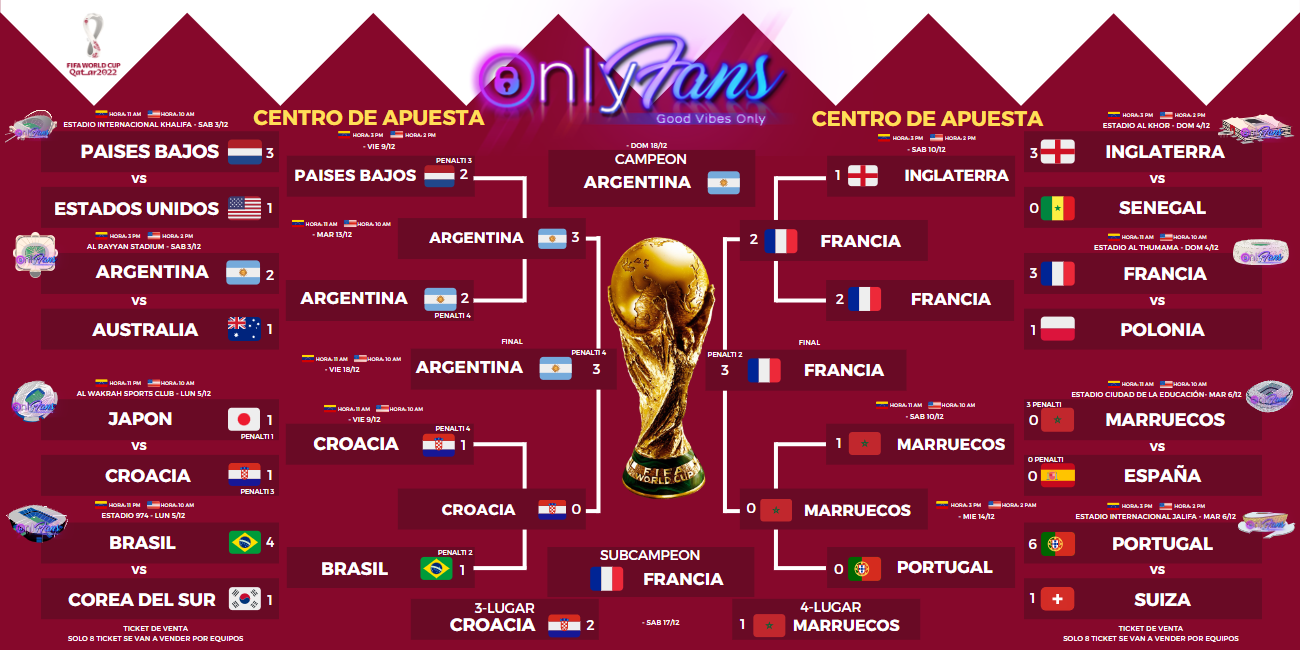 FIFA WORLD CUP
Qatar2022
OnlyFans
Good Vibes Only
CENTRO DE APUESTA
CENTRO DE APUESTA
HORA: 11 AM HORA: 10 AM
ESTADIO INTERNACIONAL KHALIFA - SAB 3/12
PAISES BAJOS 3
VS
ESTADOS UNIDOS 1
HORA: 3 PM HORA: 2 PM
AL RAYYAN STADIUM - SAB 3/12
ARGENTINA 2
VS
AUSTRALIA 1
HORA: 11 PM HORA: 10 AM
AL WAKRAH SPORTS CLUB - LUN 5/12
JAPON 1
PENALTI 1
VS
CROACIA 1
PENALTI 3
HORA: 11 PM HORA: 10 AM
ESTADIO 974 - LUN 5/12
BRASIL 4
VS
COREA DEL SUR 1
TICKET DE VENTA
SOLO 8 TICKET SE VAN A VENDER POR EQUIPOS
HORA: 3 PM HORA: 2 PM
- VIE 9/12
PENALTI 3
PAISES BAJOS 2
HORA: 11 AM HORA: 10 AM
- MAR 13/12
ARGENTINA 3
ARGENTINA 2
PENALTI 4
FINAL
HORA: 11 AM HORA: 10 AM
- VIE 18/12
PENALTI 4
ARGENTINA 3
HORA: 11 AM HORA: 10 AM
- VIE 9/12
PENALTI 4
CROACIA 1
CROACIA 0
PENALTI 2
BRASIL 1
- DOM 18/12
CAMPEON
ARGENTINA
FIFA
WORLD CUP
SUBCAMPEON
FRANCIA
3-LUGAR
CROACIA 2
- SAB 17/12
4-LUGAR
1 MARRUECOS
HORA: 3 PM HORA: 2 PM
- SAB 10/12
1 INGLATERRA
2 FRANCIA
2 FRANCIA
FINAL
PENALTI 2
3 FRANCIA
HORA: 11 AM HORA: 10 AM
- SAB 10/12
1 MARRUECOS
0 MARRUECOS
HORA: 3 PM HORA: 2 PAM
- MIE 14/12
0 PORTUGAL
HORA: 3 PM HORA: 2 PM
ESTADIO AL KHOR - DOM 4/12
3 INGLATERRA
VS
0 SENEGAL
HORA: 11 AM HORA: 10 AM
ESTADIO AL THUMAMA - DOM 4/12
3 FRANCIA
VS
1 POLONIA
HORA: 11 AM HORA: 10 AM
ESTADIO CIUDAD DE LA EDUCACIÓN- MAR 6/12
3 PENALTI
0 MARRUECOS
VS
0 PENALTI
0 ESPAÑA
HORA: 3 PM HORA: 2 PM
ESTADIO INTERNACIONAL JALIFA - MAR 6/12
6 PORTUGAL
VS
1 SUIZA
TICKET DE VENTA
SOLO 8 TICKET SE VAN A VENDER POR EQUIPOS